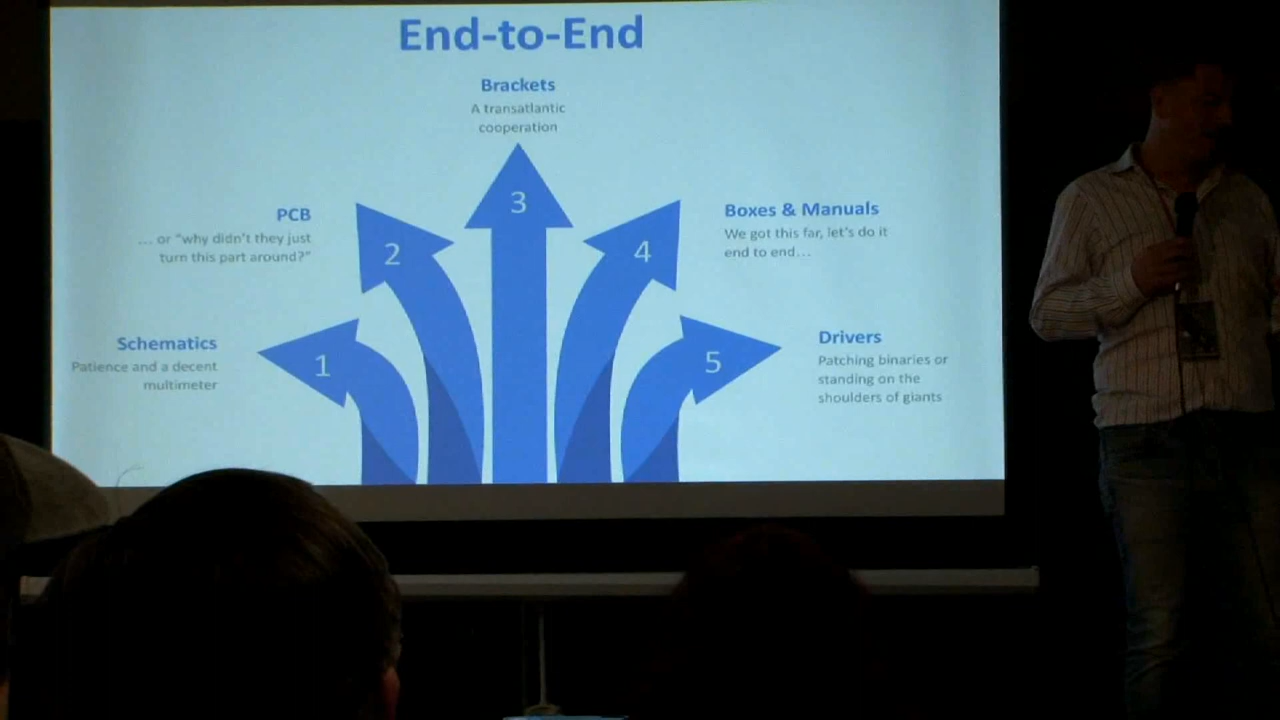 End-to-End
Brackets
A transatlantic
cooperation
3
PCB
... or "why didn't they just
turn this part around?"
2
4
Boxes & Manuals
We got this far, let's do it
end to end...
Schematics
Patience and a decent
multimeter
1
5
Drivers
Patching binaries or
standing on the
shoulders of giants